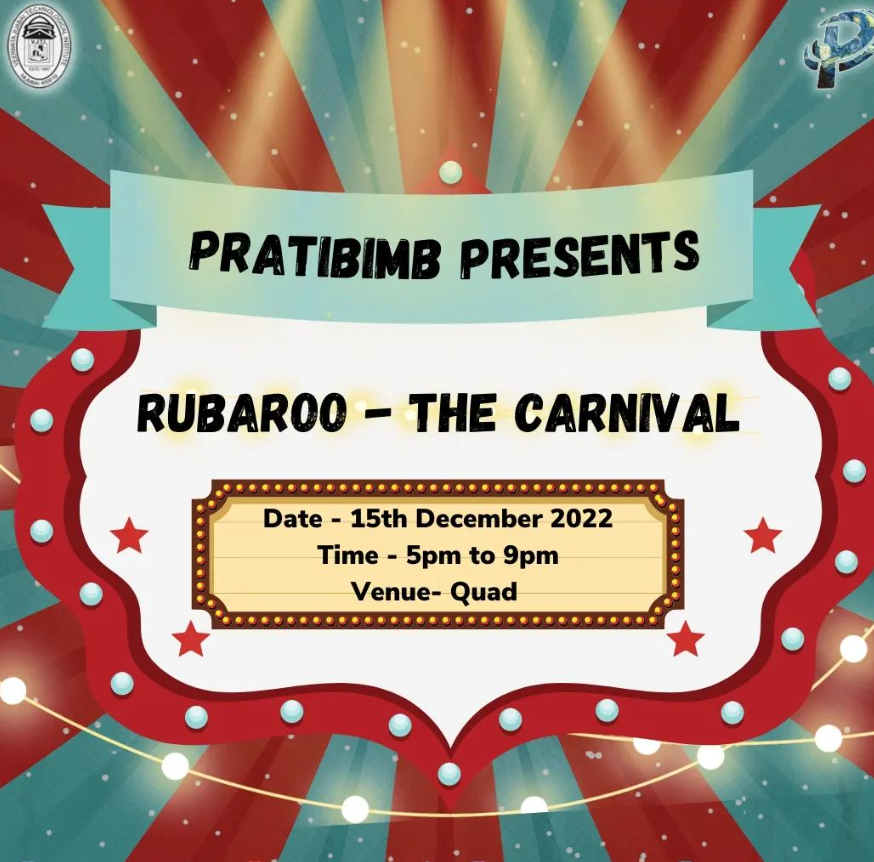 PRATIBIMB PRESENTS
RUBAROO - THE CARNIVAL
Date - 15th December 2022
Time - 5pm to 9pm
Venue- Quad